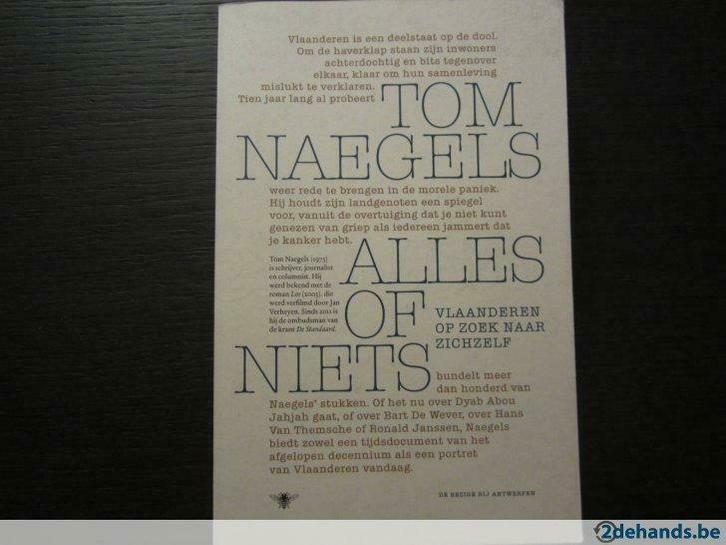 Vlaanderen is een deelstaat op de dool.
Om de haverklap staan zijn inwoners
achterdochtig en bits tegenover
elkaar, klaar om hun samenleving
mislukt te verklaren.
Tien jaar lang al probeert
TOM
NAEGELS
weer rede te brengen in de morele paniek.
Hij houdt zijn landgenoten een spiegel
voor, vanuit de overtuiging dat je niet kunt
genezen van griep als iedereen jammert dat
je kanker hebt.
Tom Naegels (1975)
is schrijver, journalist
en columnist. Hij
werd bekend met de
roman Los (2005), die
werd verfilmd door Jan
Verheyen. Sinds 2011 is
hij de ombudsman van
de krant De Standaard.
ALLES
OF
NIETS
VLAANDEREN
OP ZOEK NAAR
ZICHZELF
bundelt meer
dan honderd van
Naegels' stukken. Of het nu over Dyab Abou
Jahjah gaat, of over Bart De Wever, over Hans
Van Themsche of Ronald Janssen, Naegels
biedt zowel een tijdsdocument van het
afgelopen decennium als een portret
van Vlaanderen vandaag.
DE BEZIGE BIJ ANTWERPEN
2dehands.be